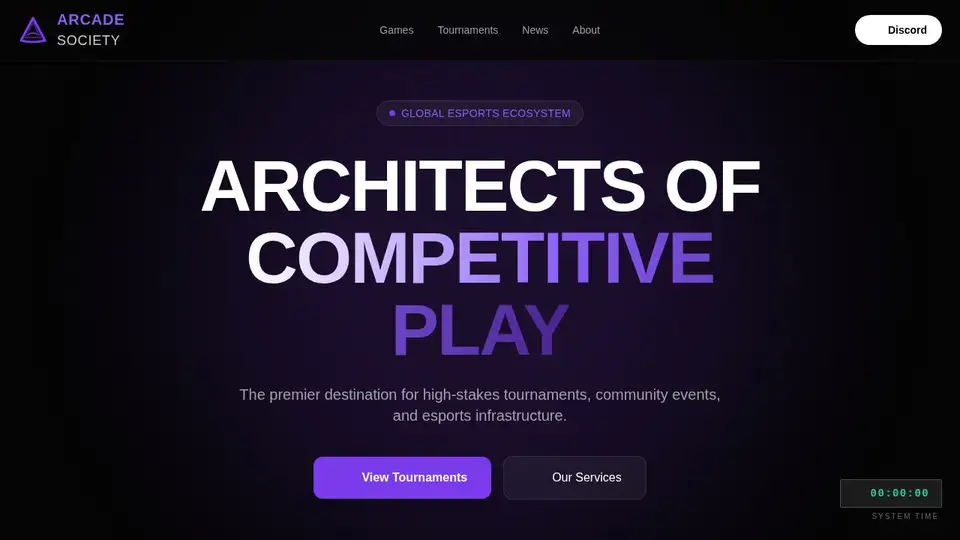 ARCADE
SOCIETY
Games
Tournaments
News
About
Discord
GLOBAL ESPORTS ECOSYSTEM
ARCHITECTS OF
COMPETITIVE
PLAY
The premier destination for high-stakes tournaments, community events,
and esports infrastructure.
View Tournaments
Our Services
00:00:00
SYSTEM TIME